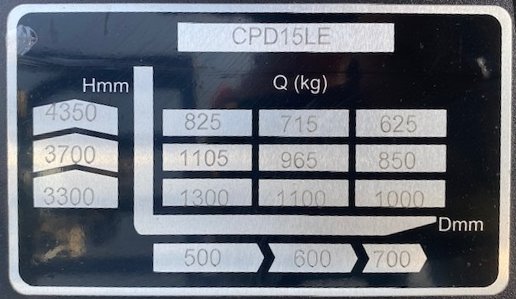 CPD15LE
Hmm Q (kg)
4350 825 715 625
3700 1105 965 850
3300 1300 1100 1000
Dmm
500 600 700